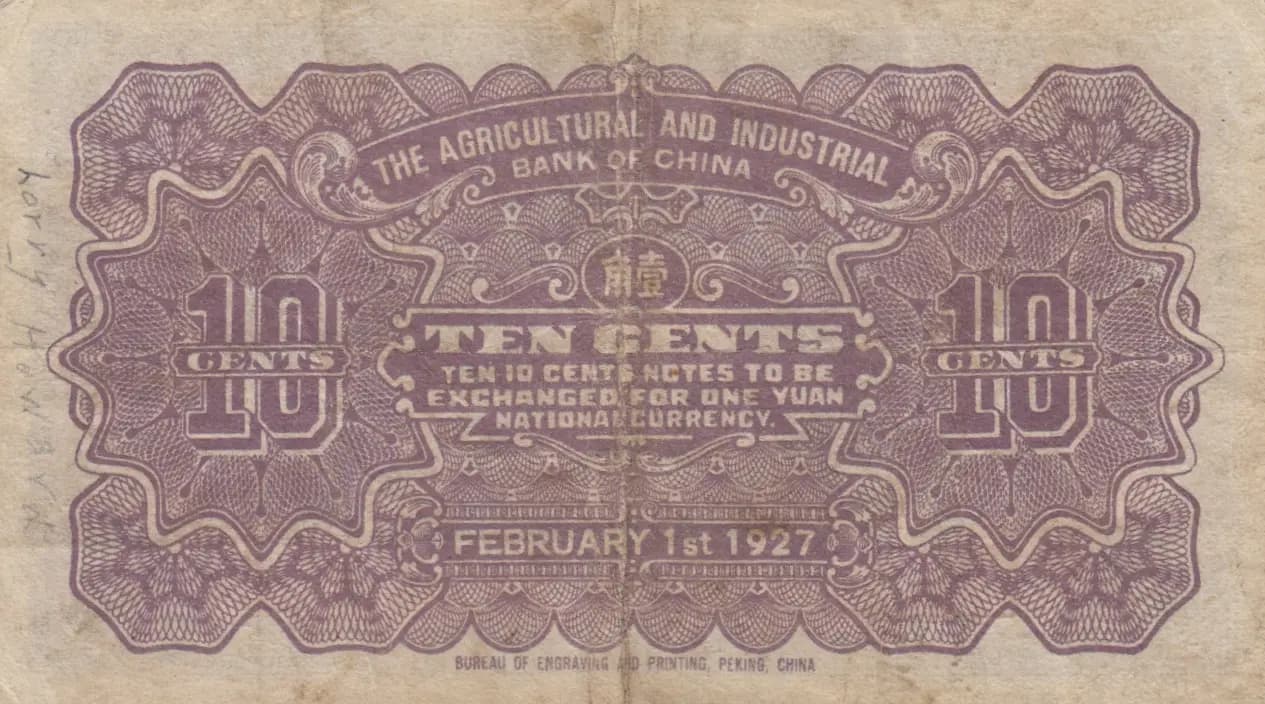 THE AGRICULTURAL AND INDUSTRIAL
BANK OF CHINA
壹角
10
CENTS
TEN CENTS
TEN 10 CENTS NOTES TO BE
EXCHANGED FOR ONE YUAN
NATIONAL CURRENCY.
10
CENTS
FEBRUARY 1st 1927
BUREAU OF ENGRAVING AND PRINTING, PEKING, CHINA